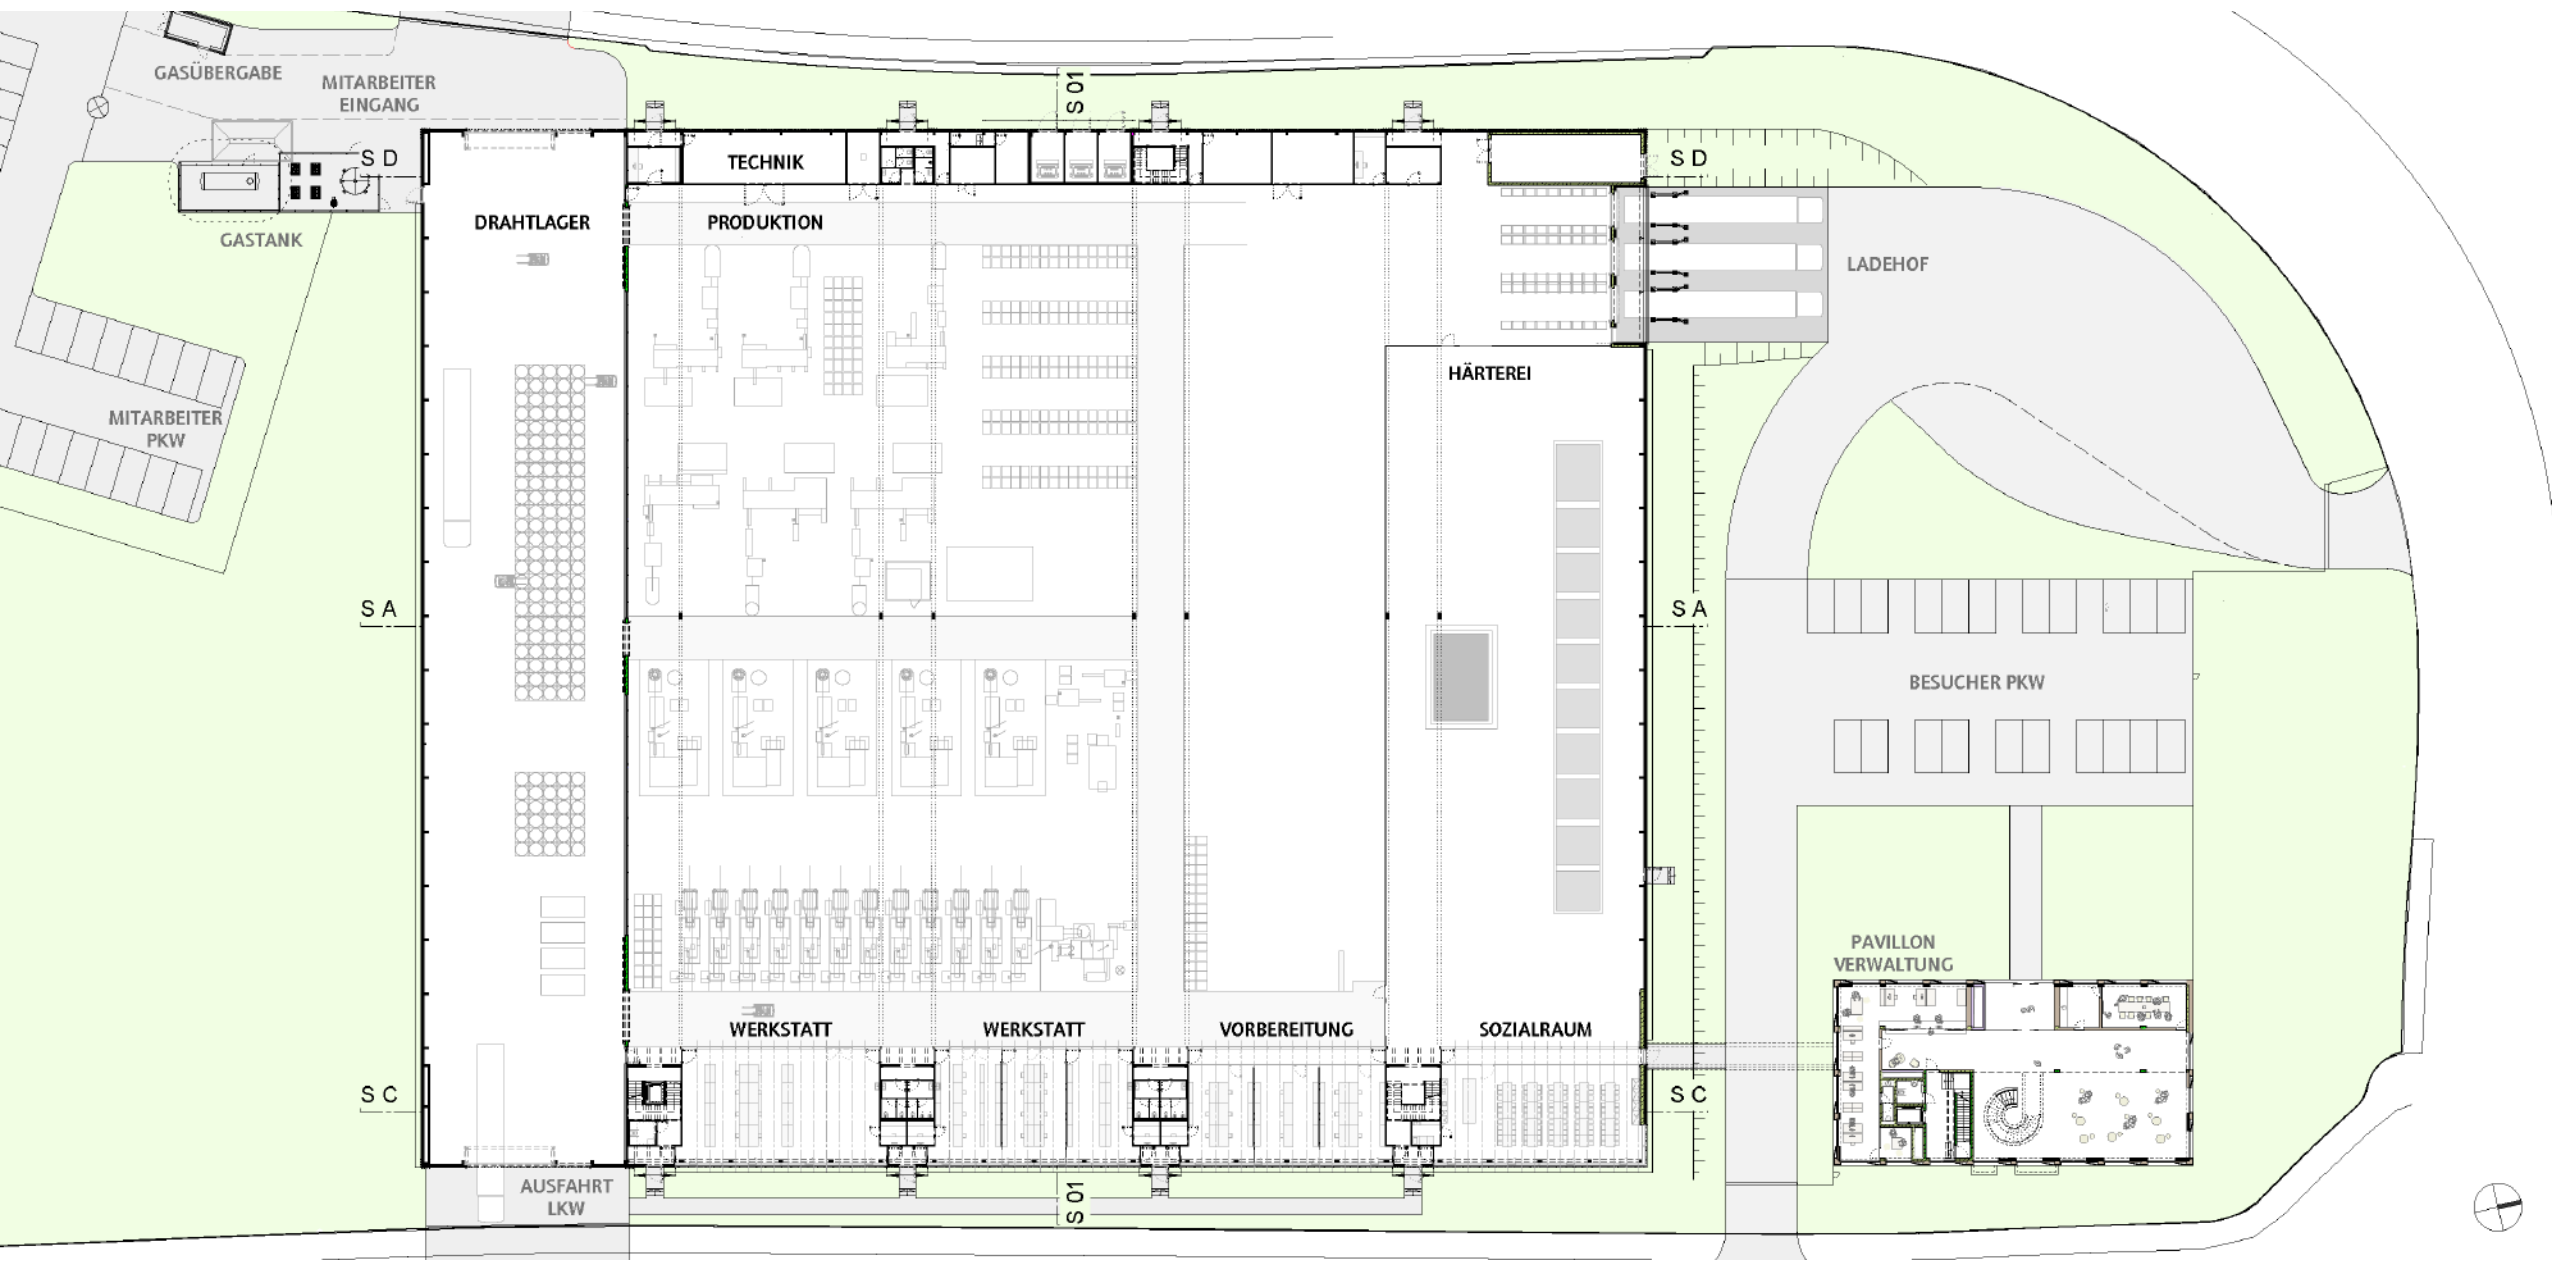 S 01
GASÜBERGABE
MITARBEITER
EINGANG
S D
TECHNIK
S D
DRAHTLAGER
PRODUKTION
GASTANK
LADEHOF
HÄRTEREI
MITARBEITER
PKW
S A
S A
BESUCHER PKW
PAVILLON
VERWALTUNG
WERKSTATT
WERKSTATT
VORBEREITUNG
SOZIALRAUM
S C
S C
AUSFAHRT
LKW
S 01